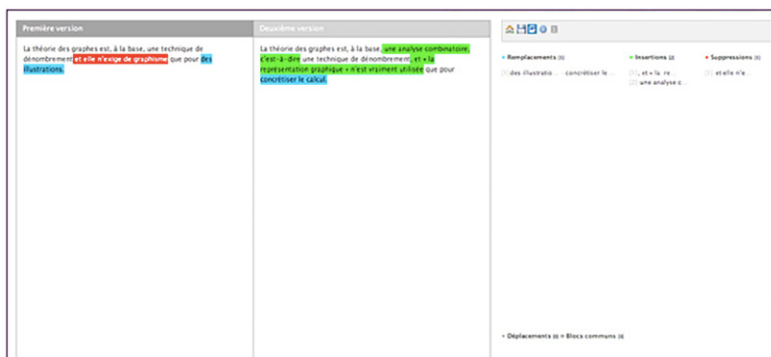 Première version
La théorie des graphes est, à la base, une technique de
dénombrement et elle n'exige de graphisme que pour des
illustrations.
Deuxième version
La théorie des graphes est, à la base, une analyse combinatoire,
c'est-à-dire une technique de dénombrement, et « la
représentation graphique » n'est vraiment utilisée que pour
concrétiser le calcul.
Remplacements
Insertions
Suppressions
des illustratio... concrétiser le...
, et « la re...
et elle n'e...
une analyse c...
Déplacements = Blocs communs